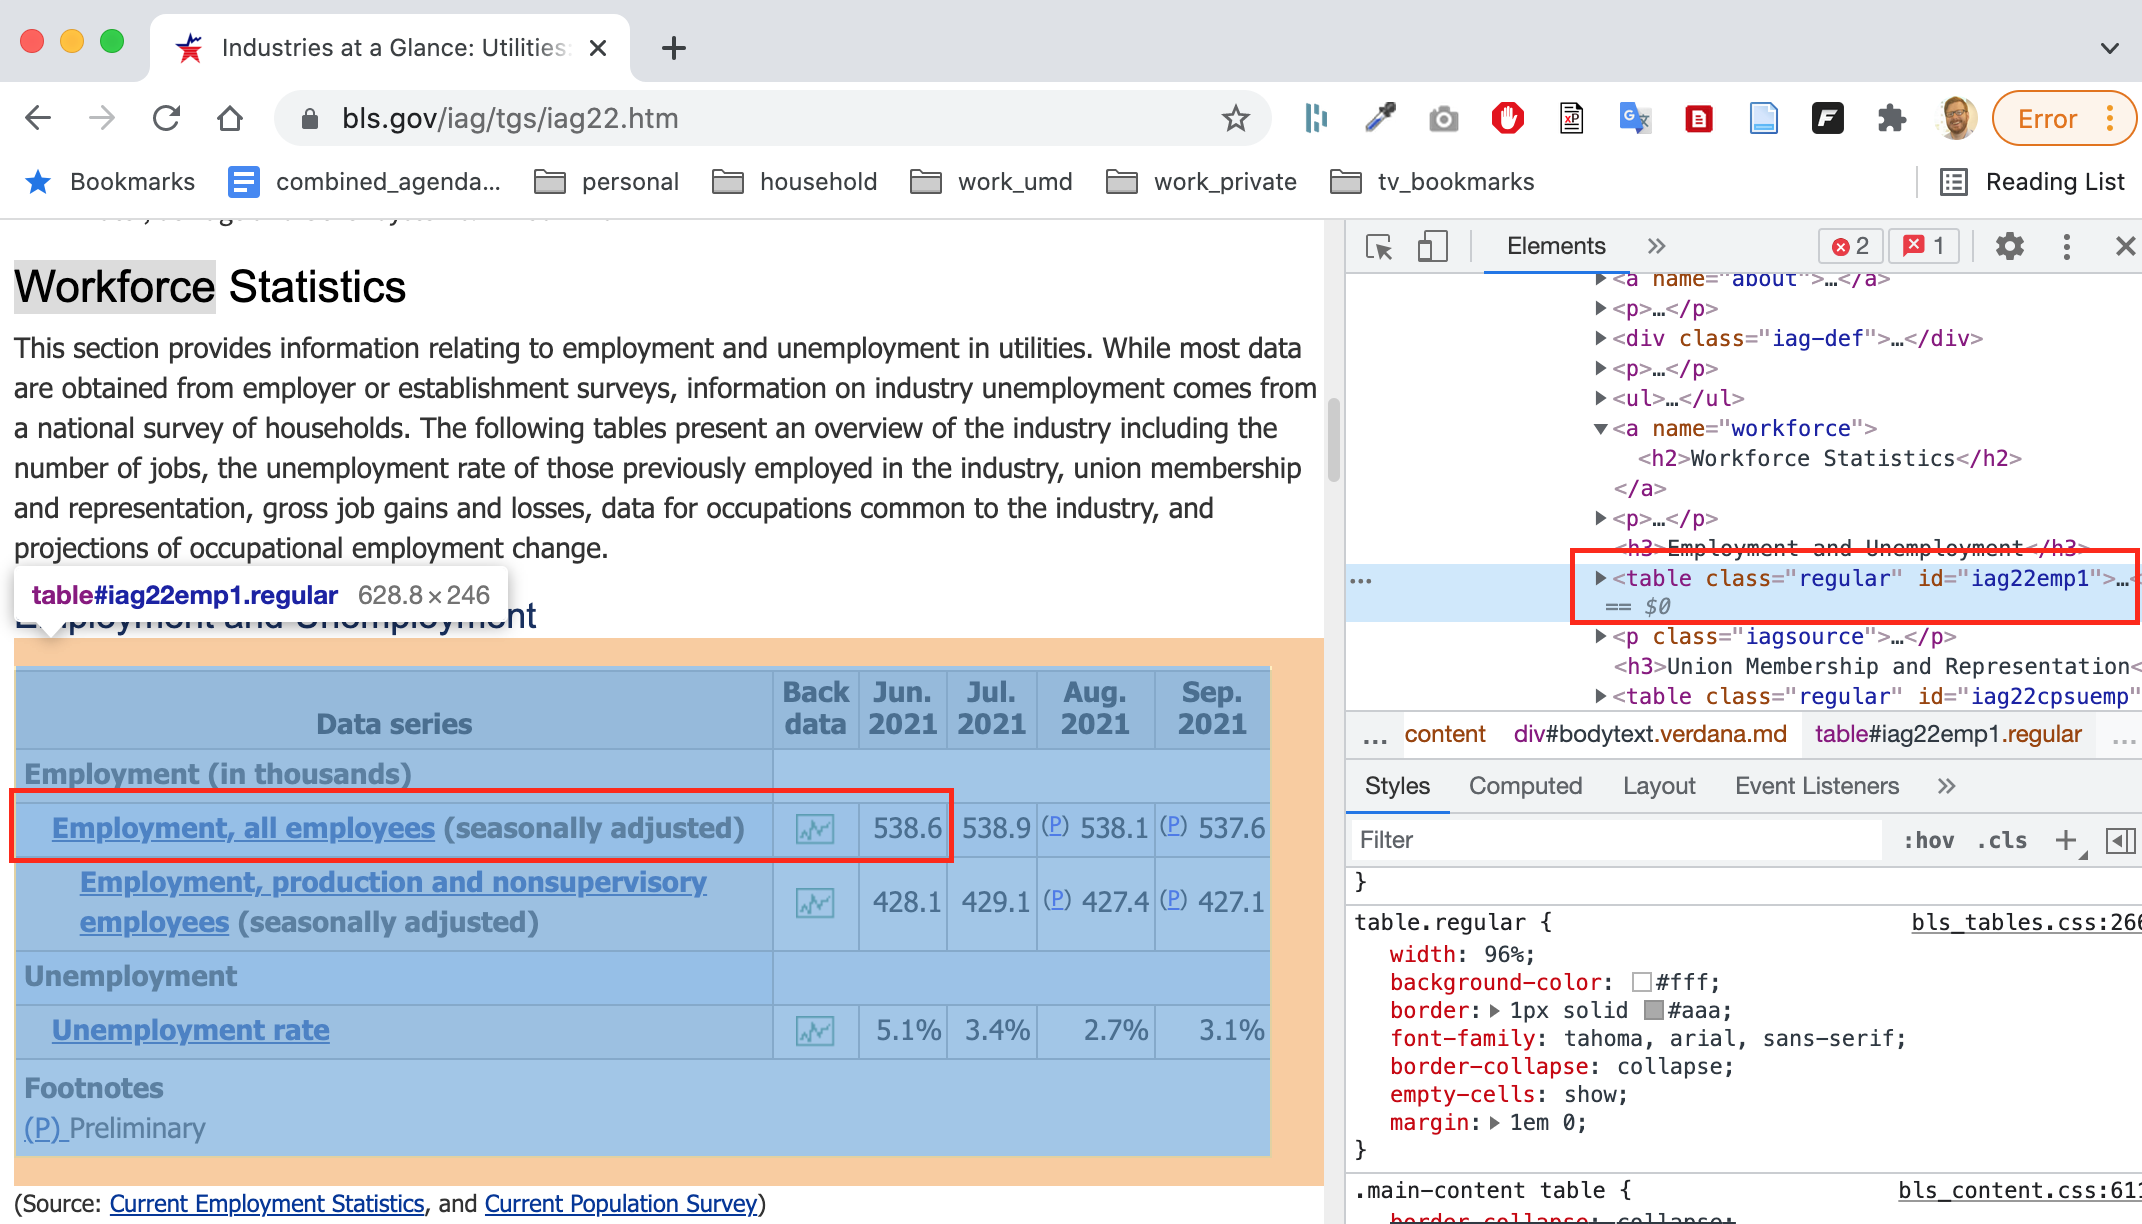 Industries at a Glance: Utilities:
bls.gov/iag/tgs/iag22.htm
Error
Bookmarks
combined_agenda...
personal
household
work_umd
work_private
tv_bookmarks
Reading List
Workforce Statistics
This section provides information relating to employment and unemployment in utilities. While most data
are obtained from employer or establishment surveys, information on industry unemployment comes from
a national survey of households. The following tables present an overview of the industry including the
number of jobs, the unemployment rate of those previously employed in the industry, union membership
and representation, gross job gains and losses, data for occupations common to the industry, and
projections of occupational employment change.
table#iag22emp1.regular 628.8 × 246
Employment and Unemployment
Data series Back data Jun. 2021 Jul. 2021 Aug. 2021 Sep. 2021
Employment (in thousands)
Employment, all employees (seasonally adjusted) 538.6 538.9 (P) 538.1 (P) 537.6
Employment, production and nonsupervisory
employees (seasonally adjusted) 428.1 429.1 (P) 427.4 (P) 427.1
Unemployment
Unemployment rate 5.1% 3.4% 2.7% 3.1%
Footnotes
(P) Preliminary
(Source: Current Employment Statistics, and Current Population Survey)
Elements » 2 1
<a name="about">…</a>
<p>…</p>
<div class="iag-def">…</div>
<p>…</p>
<ul>…</ul>
<a name="workforce">
<h2>Workforce Statistics</h2>
</a>
<p>…</p>
<h3>Employment and Unemployment</h3>
... <table class="regular" id="iag22emp1">…<
== $0
<p class="iagsource">…</p>
<h3>Union Membership and Representation<
<table class="regular" id="iag22cpsuemp"
... content div#bodytext.verdana.md table#iag22emp1.regular ...
Styles Computed Layout Event Listeners »
Filter :hov .cls +
}
table.regular { bls_tables.css:266
width: 96%;
background-color: #fff;
border: 1px solid #aaa;
font-family: tahoma, arial, sans-serif;
border-collapse: collapse;
empty-cells: show;
margin: 1em 0;
}
.main-content table { bls_content.css:611
border-collapse: collapse;